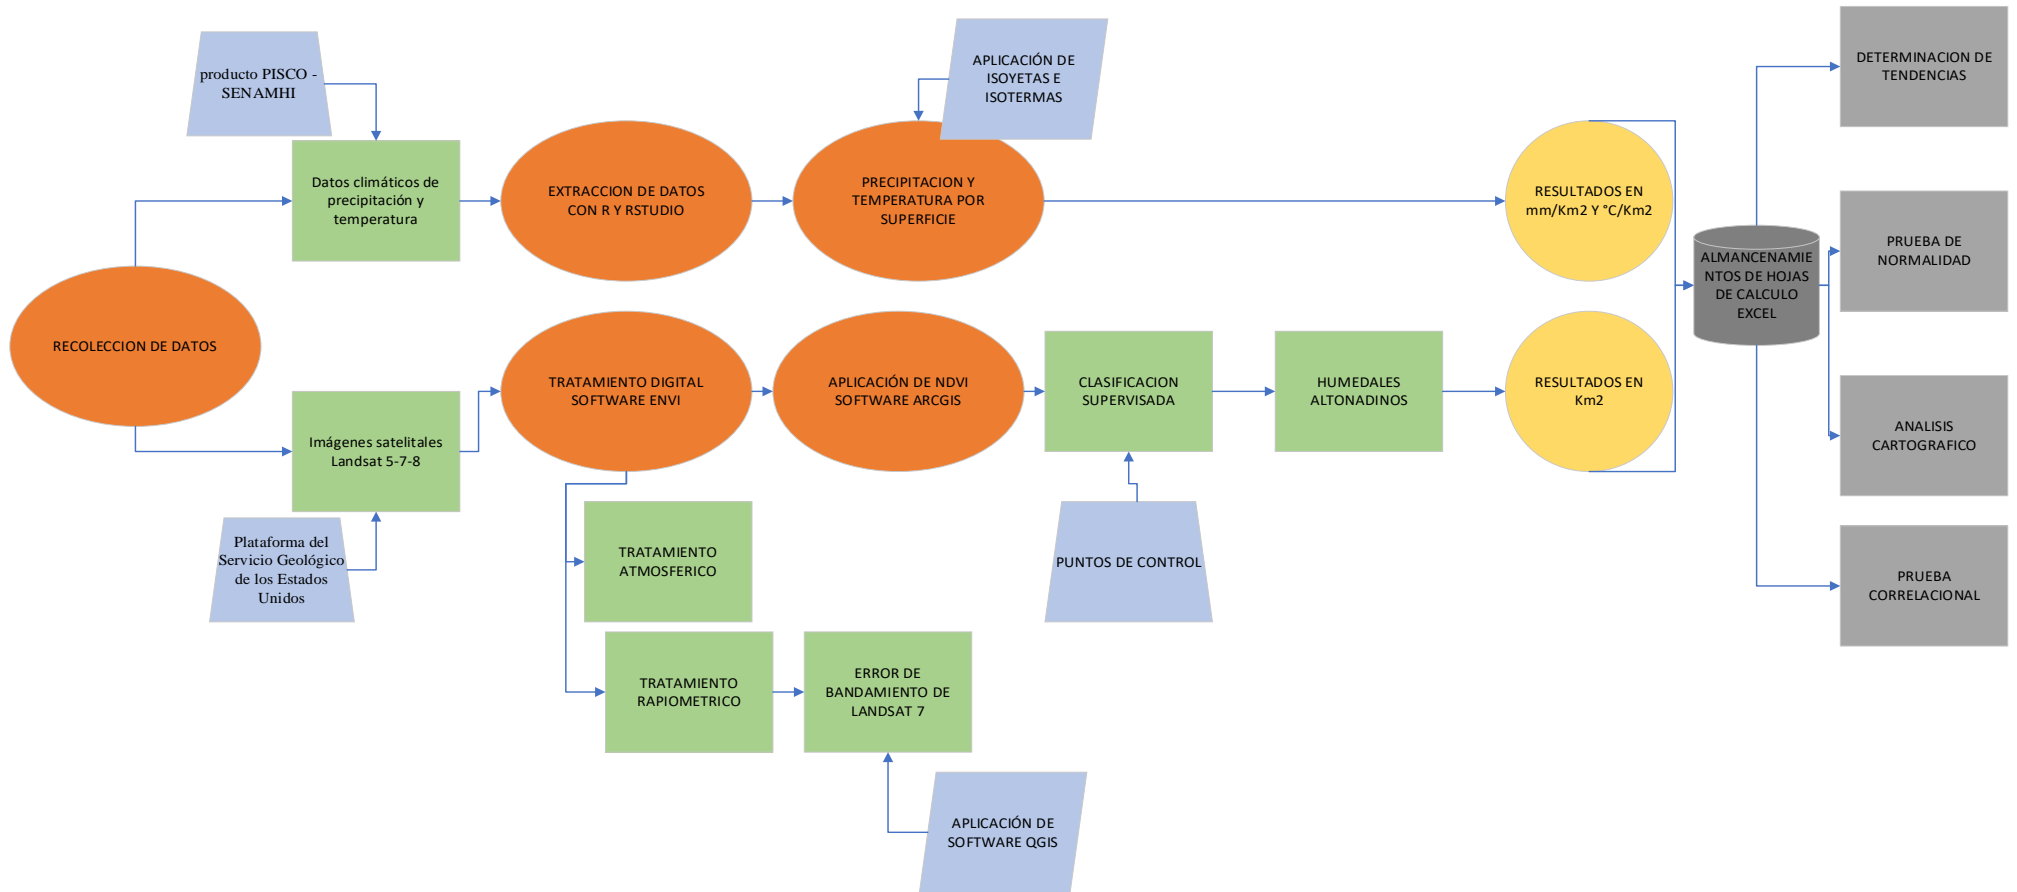 producto PISCO -
SENAMHI
APLICACIÓN DE
ISOYETAS E
ISOTERMAS
DETERMINACION DE
TENDENCIAS
Datos climáticos de
precipitación y
temperatura
EXTRACCION DE DATOS
CON R Y RSTUDIO
PRECIPITACION Y
TEMPERATURA POR
SUPERFICIE
RESULTADOS EN
mm/Km2 Y °C/Km2
PRUEBA DE
NORMALIDAD
ALMANCENAMIE
NTOS DE HOJAS
DE CALCULO
EXCEL
RECOLECCION DE DATOS
TRATAMIENTO DIGITAL
SOFTWARE ENVI
APLICACIÓN DE NDVI
SOFTWARE ARCGIS
CLASIFICACION
SUPERVISADA
HUMEDALES
ALTONADINOS
RESULTADOS EN
Km2
ANALISIS
CARTOGRAFICO
Imágenes satelitales
Landsat 5-7-8
Plataforma del
Servicio Geológico
de los Estados
Unidos
TRATAMIENTO
ATMOSFERICO
PUNTOS DE CONTROL
PRUEBA
CORRELACIONAL
TRATAMIENTO
RAPIOMETRICO
ERROR DE
BANDAMIENTO DE
LANDSAT 7
APLICACIÓN DE
SOFTWARE QGIS